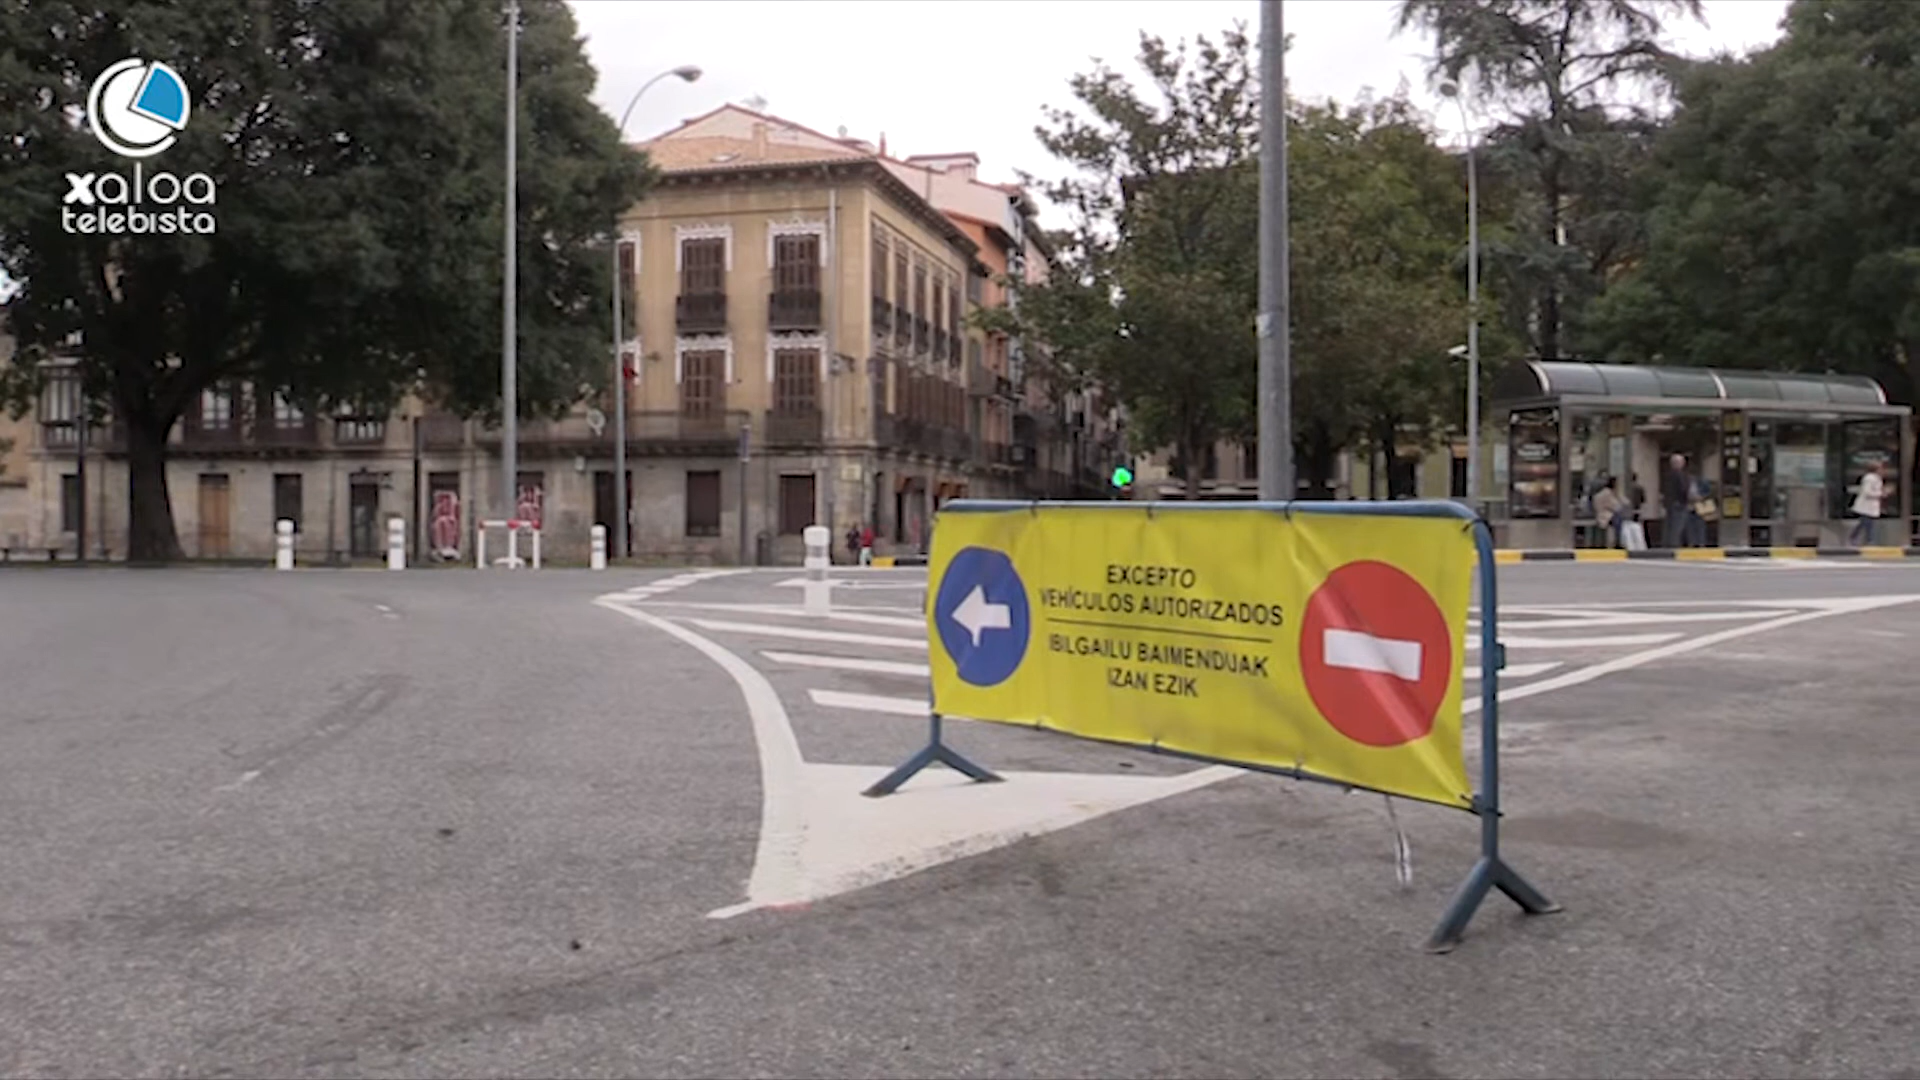 xaloa
telebista
EXCEPTO
VEHÍCULOS AUTORIZADOS
IBILGAILU BAIMENDUAK
IZAN EZIK